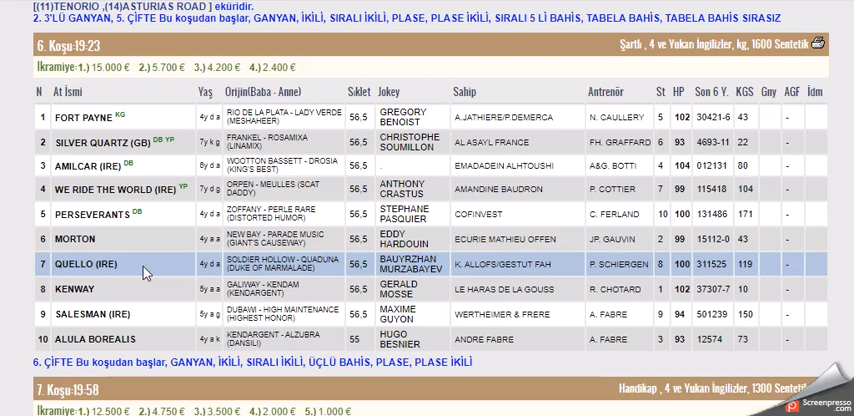 [(11)TENORIO ,(14)ASTURIAS ROAD ] eküridir.
2. 3'LÜ GANYAN, 5. ÇİFTE Bu koşudan başlar, GANYAN, İKİLİ, SIRALI İKİLİ, PLASE, PLASE İKİLİ, SIRALI 5 Lİ BAHİS, TABELA BAHİS, TABELA BAHİS SIRASIZ
6. Koşu:19:23 Şartlı , 4 ve Yukarı İngilizler, kg, 1600 Sentetik
İkramiye:1.) 15.000 € 2.) 5.700 € 3.) 4.200 € 4.) 2.400 €
N At İsmi Yaş Orijin(Baba - Anne) Sıklet Jokey Sahip Antrenör St HP Son 6 Y. KGS Gny AGF İdm
1 FORT PAYNE KG 4y d a RIO DE LA PLATA - LADY VERDE (MESHAHEER) 56,5 GREGORY BENOIST A.JATHIERE/P.DEMERCA N. CAULLERY 5 102 30421-6 43 -
2 SILVER QUARTZ (GB) DB YP 7y k g FRANKEL - ROSAMIXA (LINAMIX) 56,5 CHRISTOPHE SOUMILLON AL ASAYL FRANCE FH. GRAFFARD 6 93 4693-11 22 -
3 AMILCAR (IRE) DB 6y d a WOOTTON BASSETT - DROSIA (KING'S BEST) 56,5 . EMADADEIN ALHTOUSHI A&G. BOTTI 4 104 012131 80 -
4 WE RIDE THE WORLD (IRE) YP 7y d g ORPEN - MEULLES (SCAT DADDY) 56,5 ANTHONY CRASTUS AMANDINE BAUDRON P. COTTIER 7 99 115418 104 -
5 PERSEVERANTS DB 4y d a ZOFFANY - PERLE RARE (DISTORTED HUMOR) 56,5 STEPHANE PASQUIER COFINVEST C. FERLAND 10 100 131486 171 -
6 MORTON 4y a a NEW BAY - PARADE MUSIC (GIANT'S CAUSEWAY) 56,5 EDDY HARDOUIN ECURIE MATHIEU OFFEN JP. GAUVIN 2 99 15112-0 43 -
7 QUELLO (IRE) 4y d a SOLDIER HOLLOW - QUADUNA (DUKE OF MARMALADE) 56,5 BAUYRZHAN MURZABAYEV K. ALLOFS/GESTUT FAH P. SCHIERGEN 8 100 311525 119 -
8 KENWAY 5y a a GALIWAY - KENDAM (KENDARGENT) 56,5 GERALD MOSSE LE HARAS DE LA GOUSS R. CHOTARD 1 102 37307-7 10 -
9 SALESMAN (IRE) 5y a g DUBAWI - HIGH MAINTENANCE (HIGHEST HONOR) 56,5 MAXIME GUYON WERTHEIMER & FRERE A. FABRE 9 94 501239 150 -
10 ALULA BOREALIS 4y a k KENDARGENT - ALZUBRA (DANSILI) 55 HUGO BESNIER ANDRE FABRE A. FABRE 3 93 12574 73 -
6. ÇİFTE Bu koşudan başlar, GANYAN, İKİLİ, SIRALI İKİLİ, ÜÇLÜ BAHİS, PLASE, PLASE İKİLİ
7. Koşu:19:58 Handikap , 4 ve Yukarı İngilizler, 1300 Sentetik
İkramiye:1.) 12.500 € 2.) 4.750 € 3.) 3.500 € 4.) 2.000 € 5.) 1.000 €
Screenpresso
.com